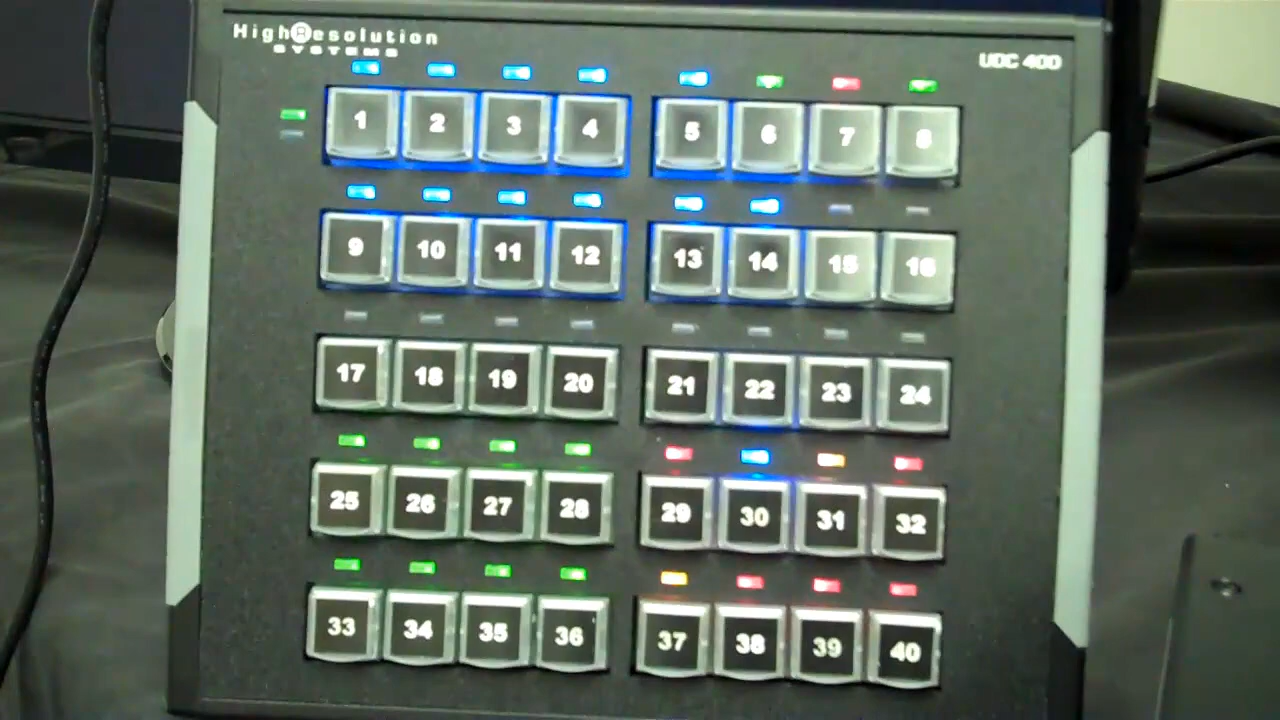 High Resolution
SYSTEMS
UDC 400
1 2 3 4 5 6 7 8
9 10 11 12 13 14 15 16
17 18 19 20 21 22 23 24
25 26 27 28 29 30 31 32
33 34 35 36 37 38 39 40